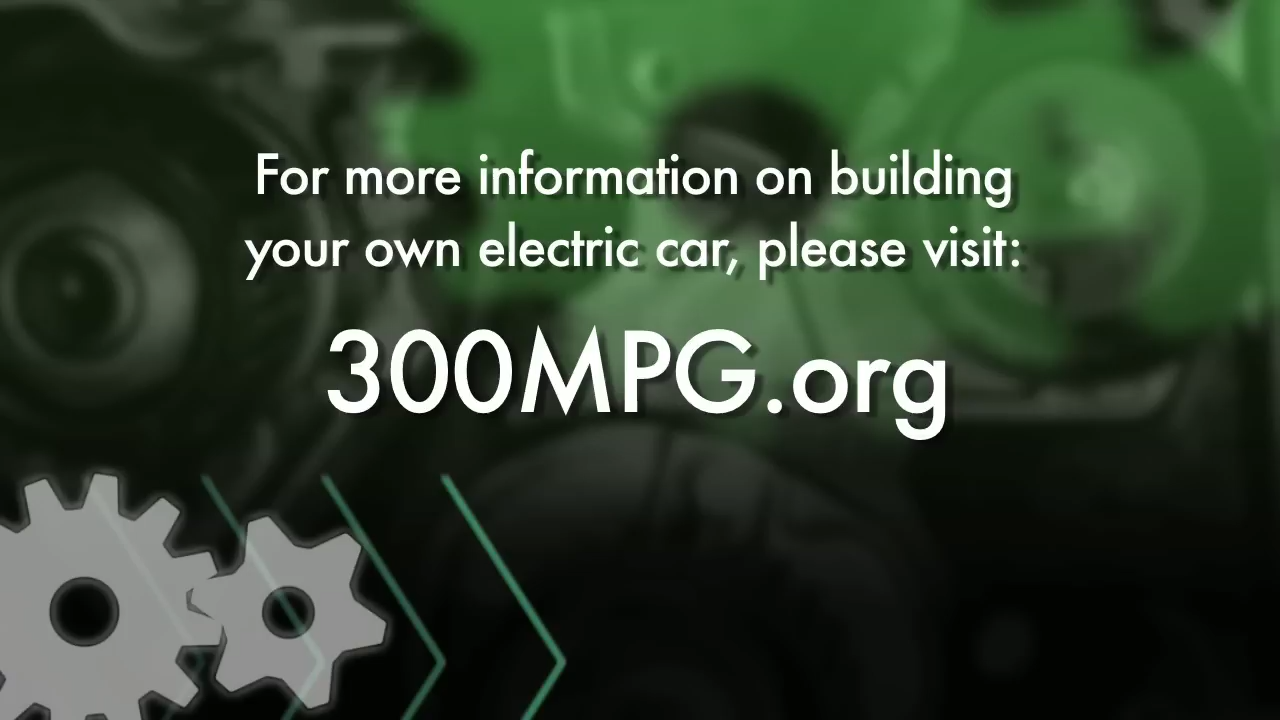 For more information on building
your own electric car, please visit:
300MPG.org